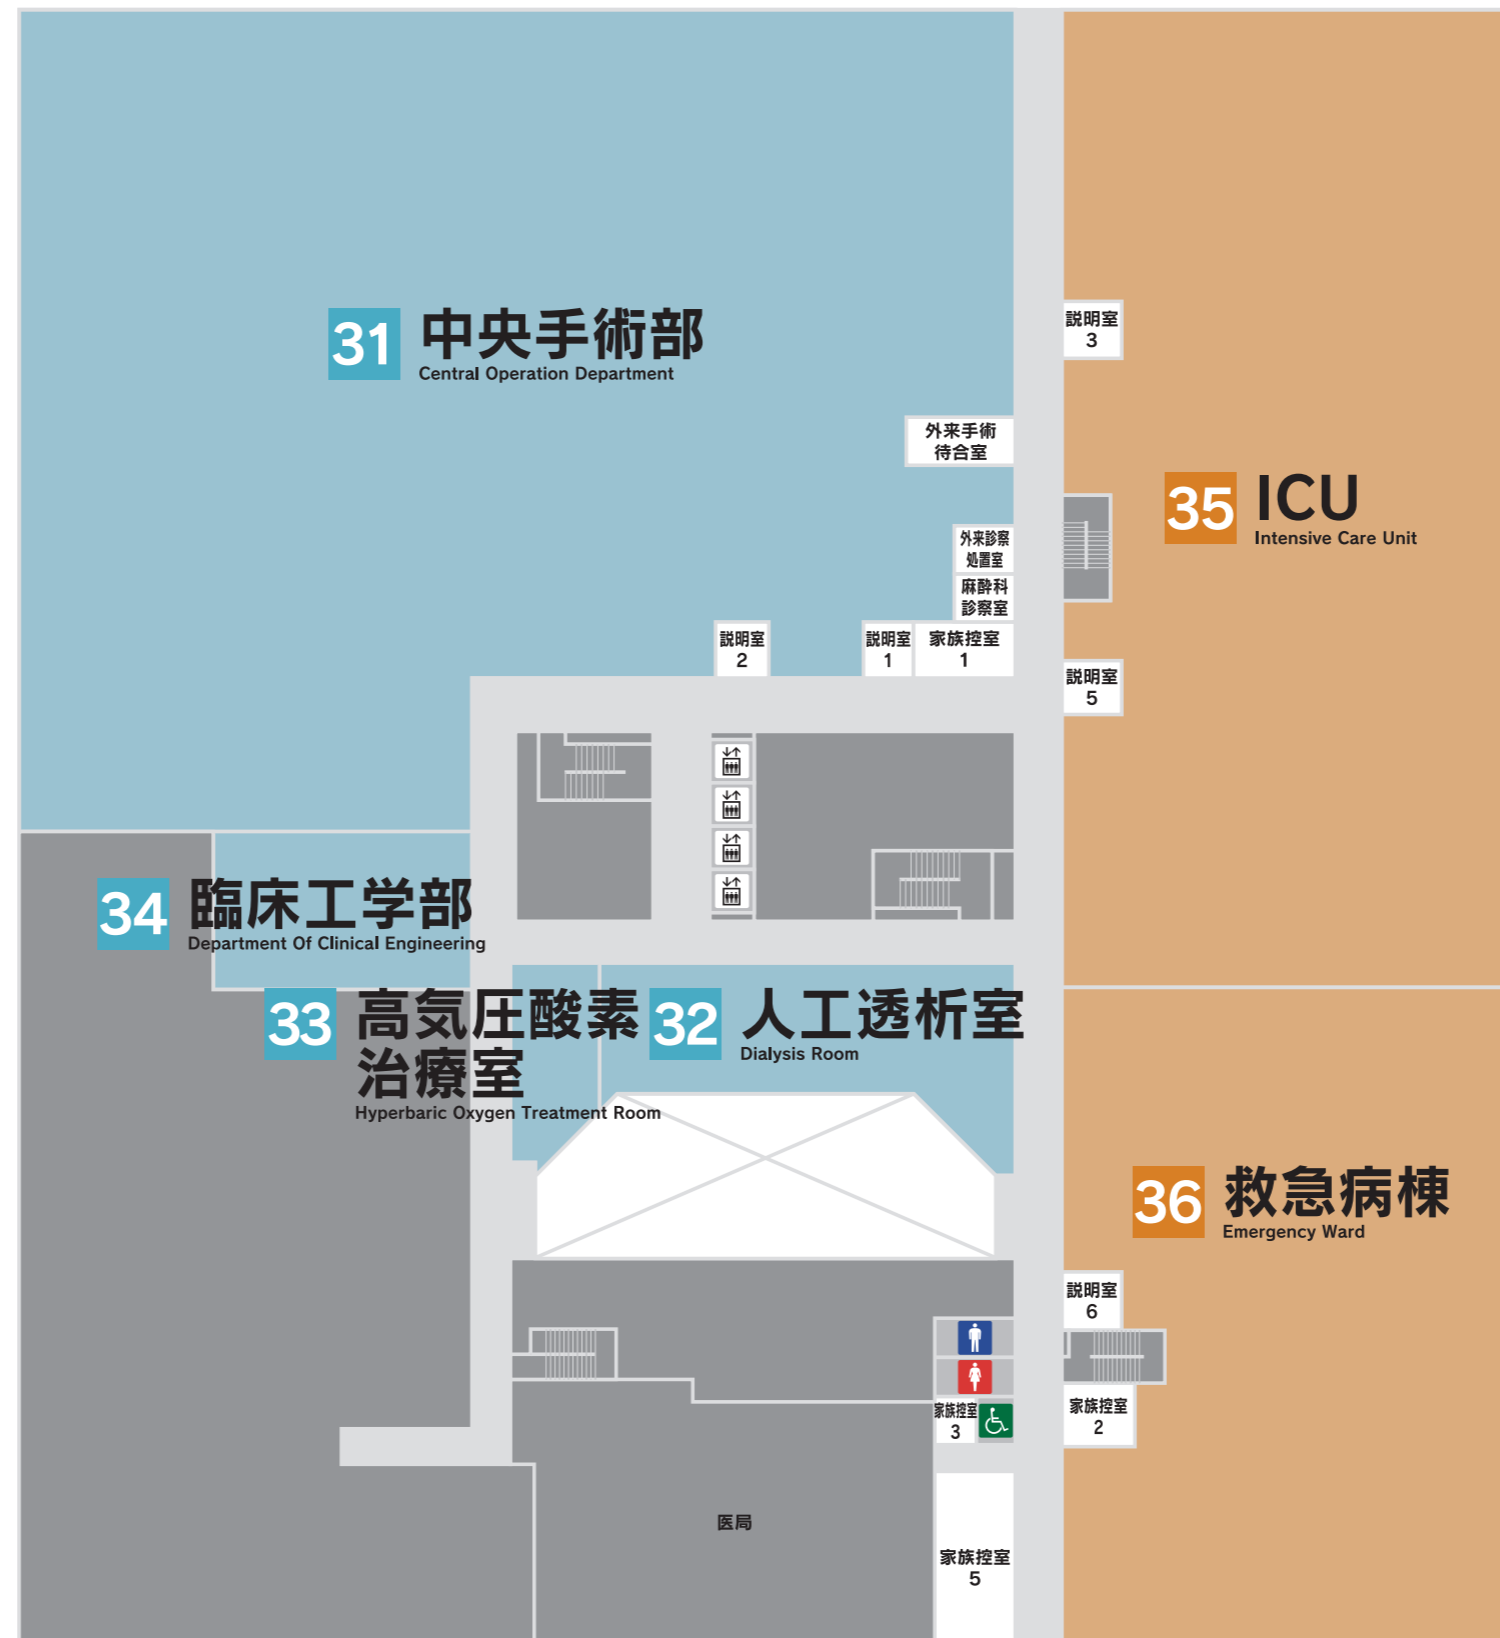 31 中央手術部
Central Operation Department
説明室
3
外来手術
待合室
35 ICU
Intensive Care Unit
外来診察
処置室
麻酔科
診察室
説明室
2
説明室
1
家族控室
1
説明室
5
34 臨床工学部
Department Of Clinical Engineering
33 高気圧酸素
治療室
Hyperbaric Oxygen Treatment Room
32 人工透析室
Dialysis Room
36 救急病棟
Emergency Ward
説明室
6
家族控室
3
家族控室
2
医局
家族控室
5